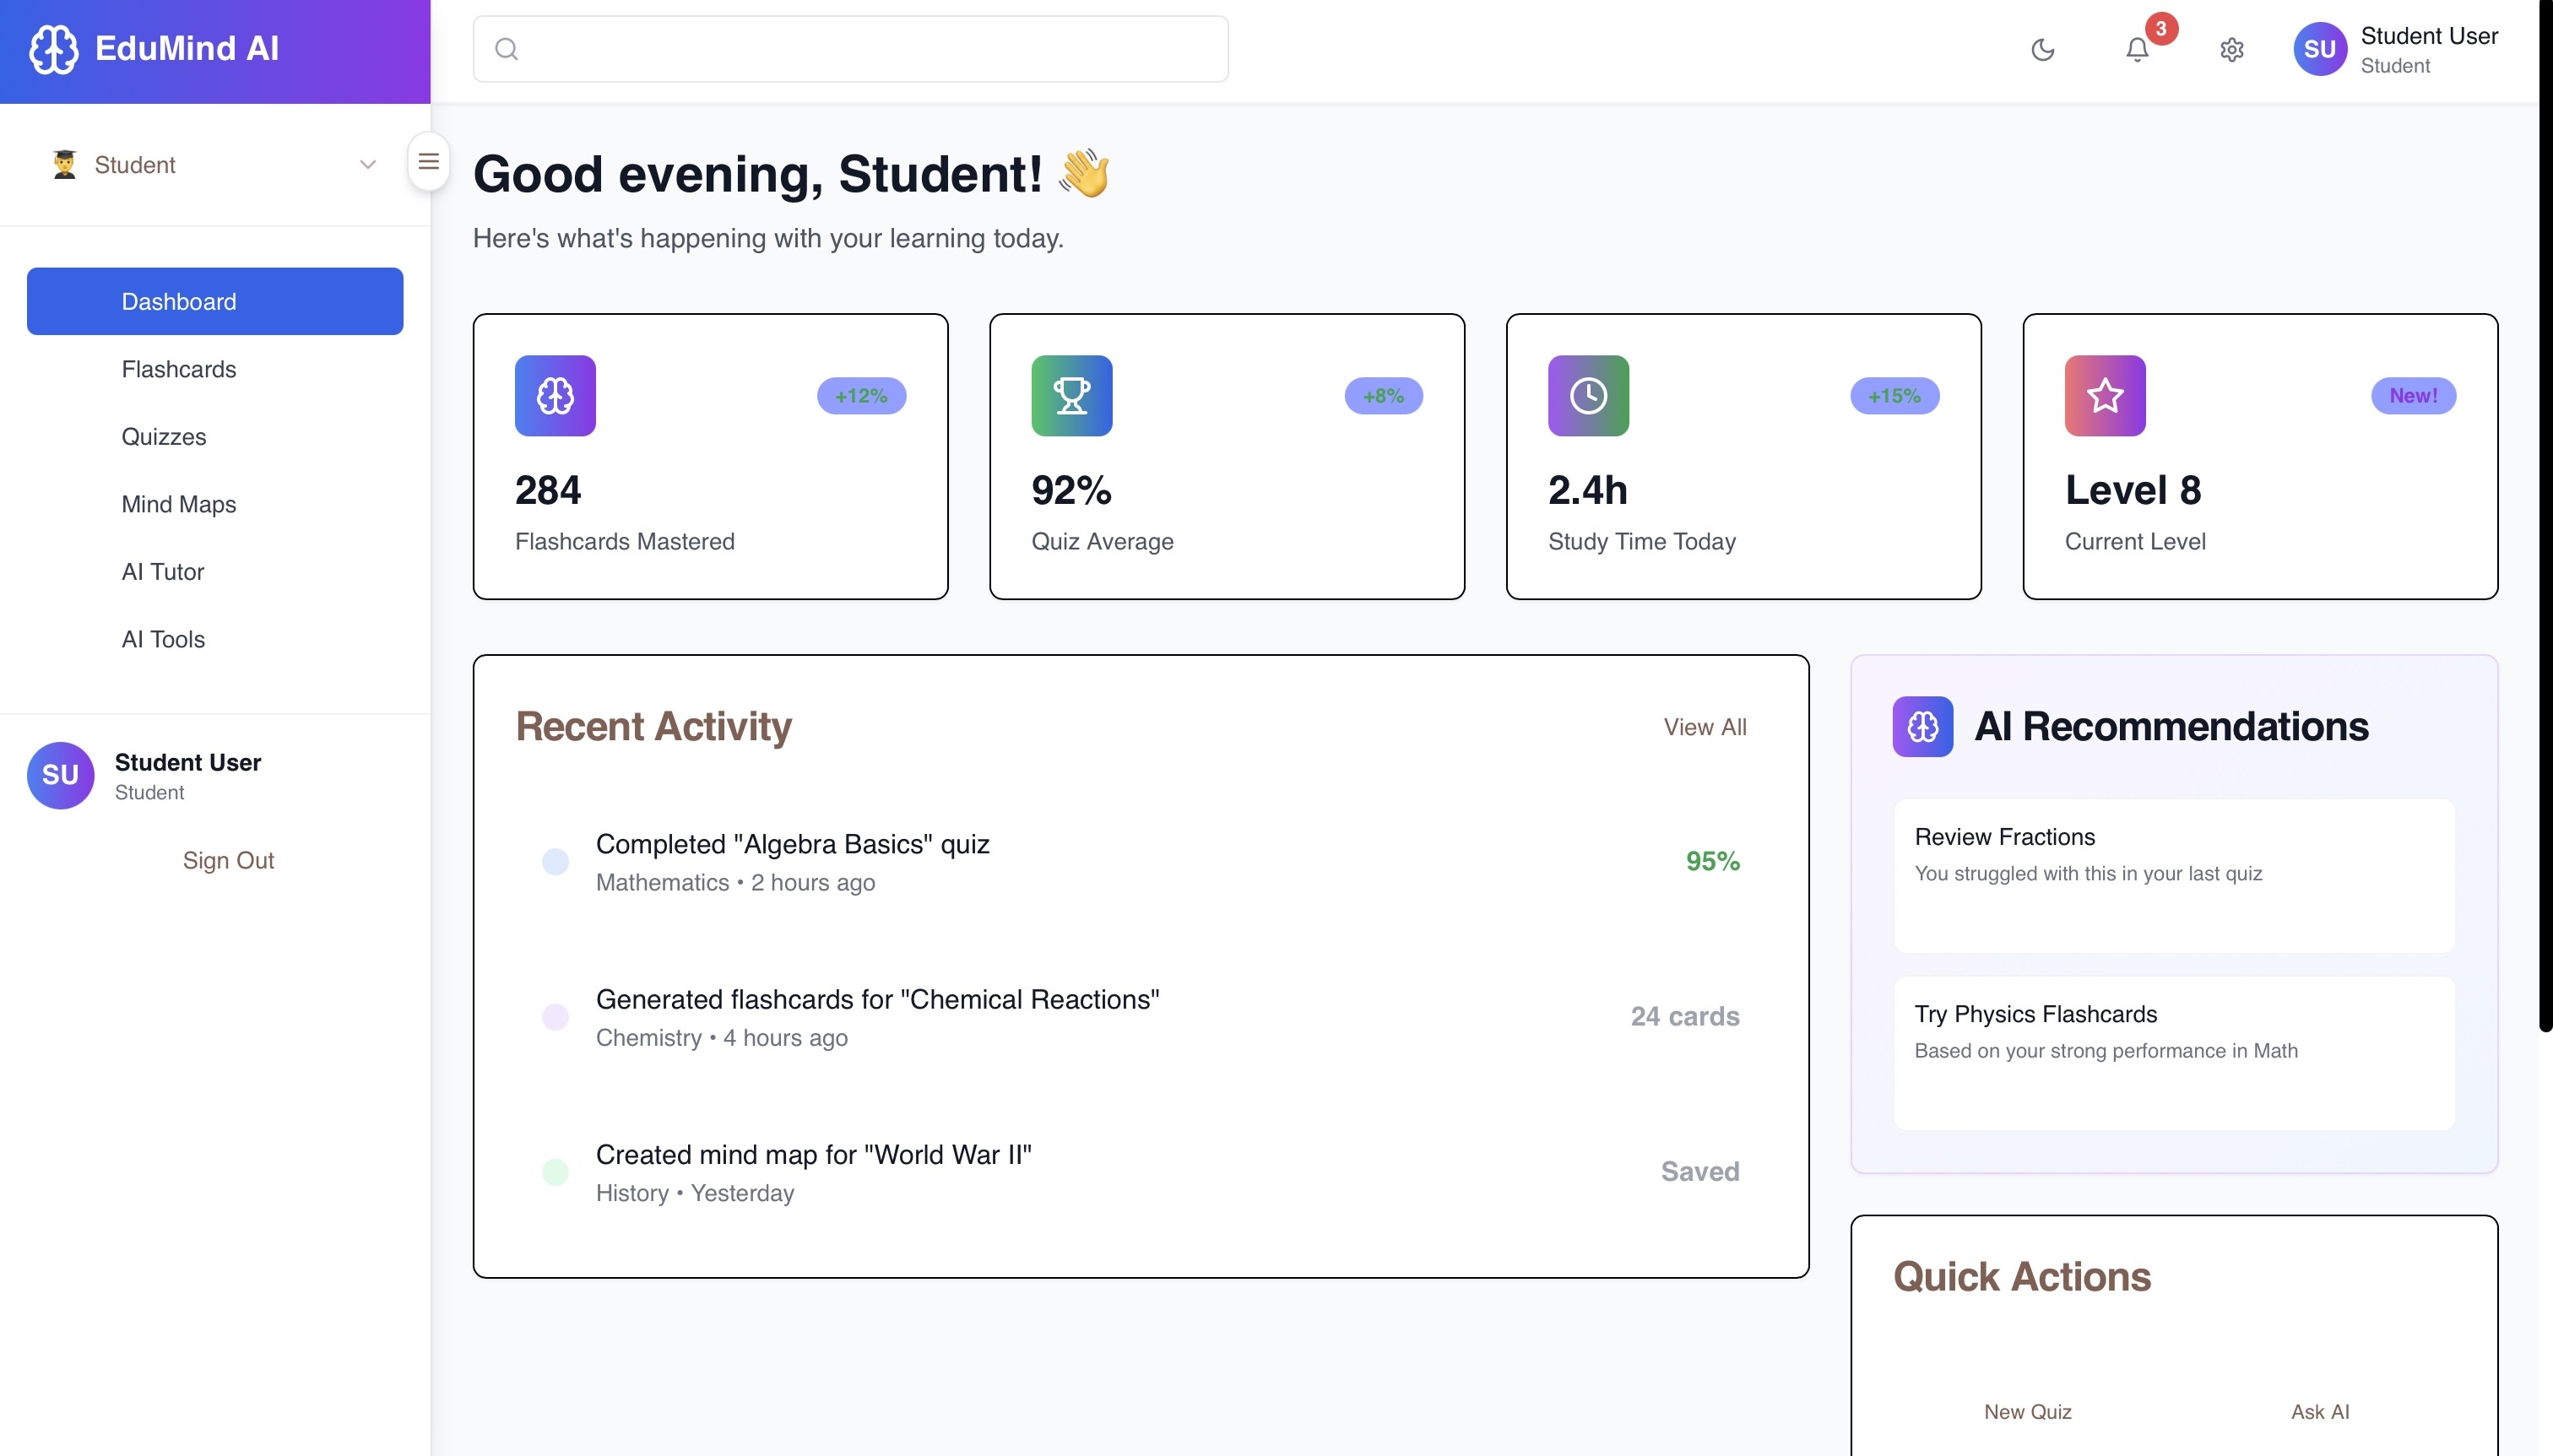 EduMind AI
3
SU
Student User
Student
Student
Dashboard
Flashcards
Quizzes
Mind Maps
AI Tutor
AI Tools
SU
Student User
Student
Sign Out
Good evening, Student! 👋
Here's what's happening with your learning today.
+12%
284
Flashcards Mastered
+8%
92%
Quiz Average
+15%
2.4h
Study Time Today
New!
Level 8
Current Level
Recent Activity
View All
Completed "Algebra Basics" quiz
Mathematics • 2 hours ago
95%
Generated flashcards for "Chemical Reactions"
Chemistry • 4 hours ago
24 cards
Created mind map for "World War II"
History • Yesterday
Saved
AI Recommendations
Review Fractions
You struggled with this in your last quiz
Try Physics Flashcards
Based on your strong performance in Math
Quick Actions
New Quiz
Ask AI